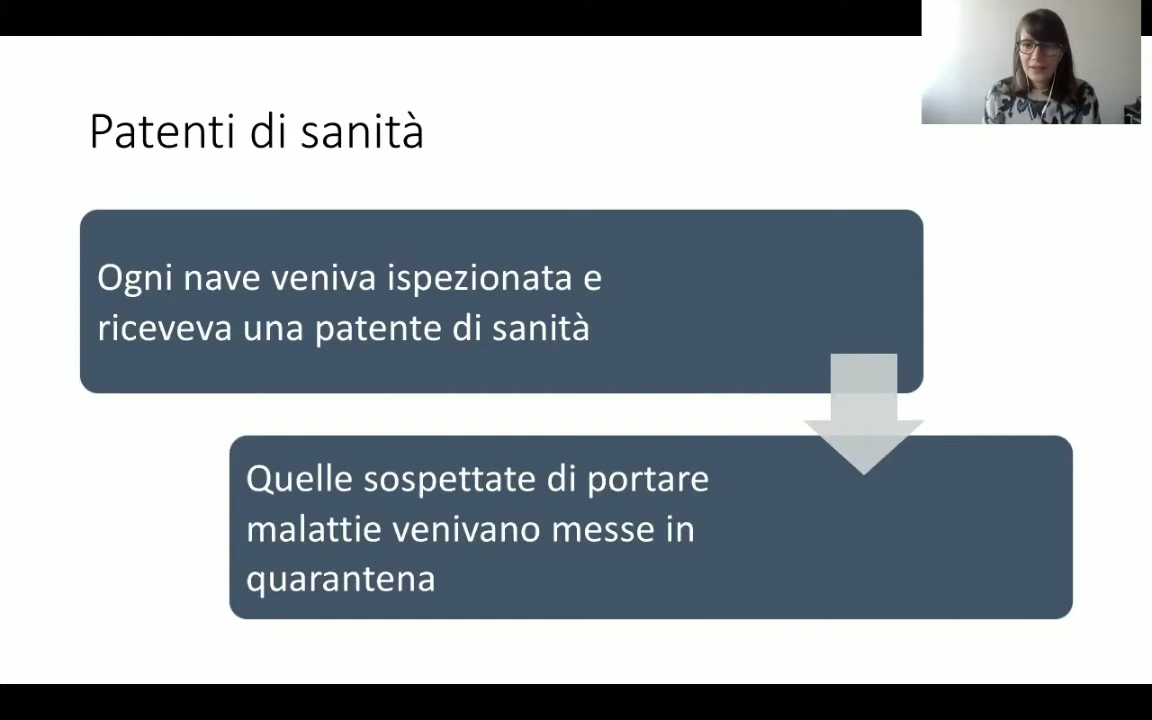 Patenti di sanità
Ogni nave veniva ispezionata e
riceveva una patente di sanità
Quelle sospettate di portare
malattie venivano messe in
quarantena